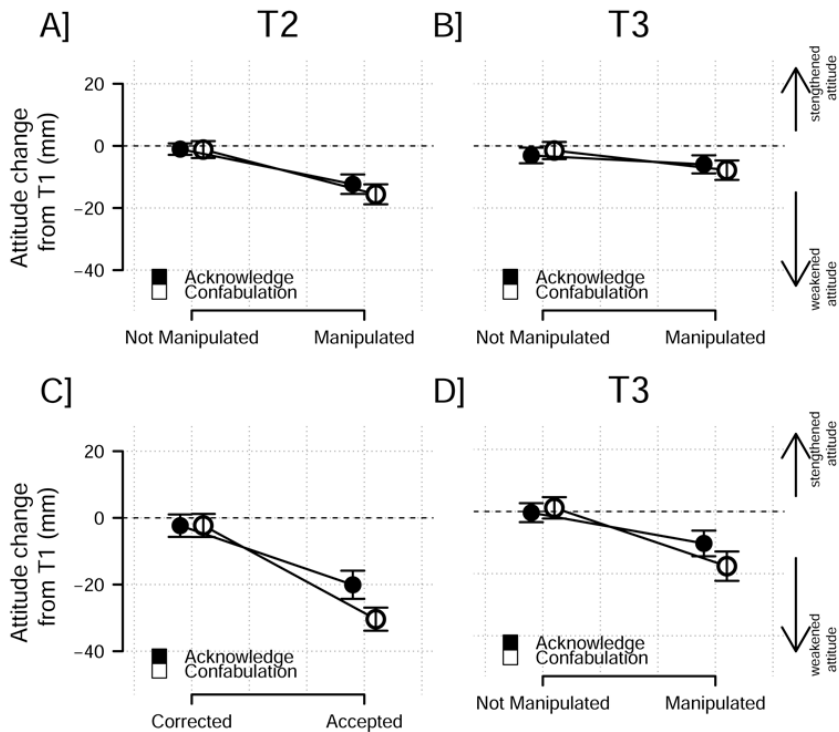 A]
T2
B]
T3
Attitude change
from T1 (mm)
20
0
−20
−40
Acknowledge
Confabulation
Not Manipulated
Manipulated
Acknowledge
Confabulation
Not Manipulated
Manipulated
stengthened
attitude
weakened
attitude
C]
D]
T3
Attitude change
from T1 (mm)
20
0
−20
−40
Acknowledge
Confabulation
Corrected
Accepted
Acknowledge
Confabulation
Not Manipulated
Manipulated
stengthened
attitude
weakened
attitude